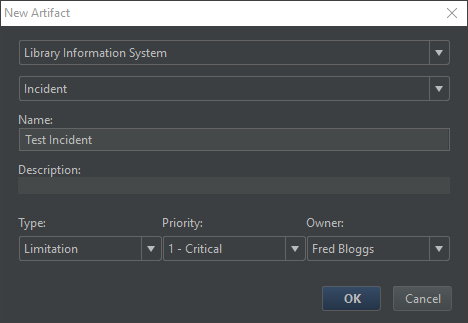 New Artifact
Library Information System
Incident
Name:
Test Incident
Description:
Type: Priority: Owner:
Limitation 1 - Critical Fred Bloggs
OK Cancel